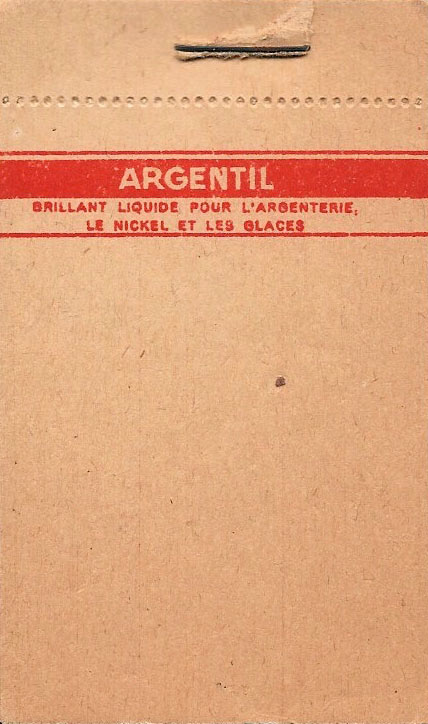 ARGENTIL
BRILLANT LIQUIDE POUR L'ARGENTERIE,
LE NICKEL ET LES GLACES